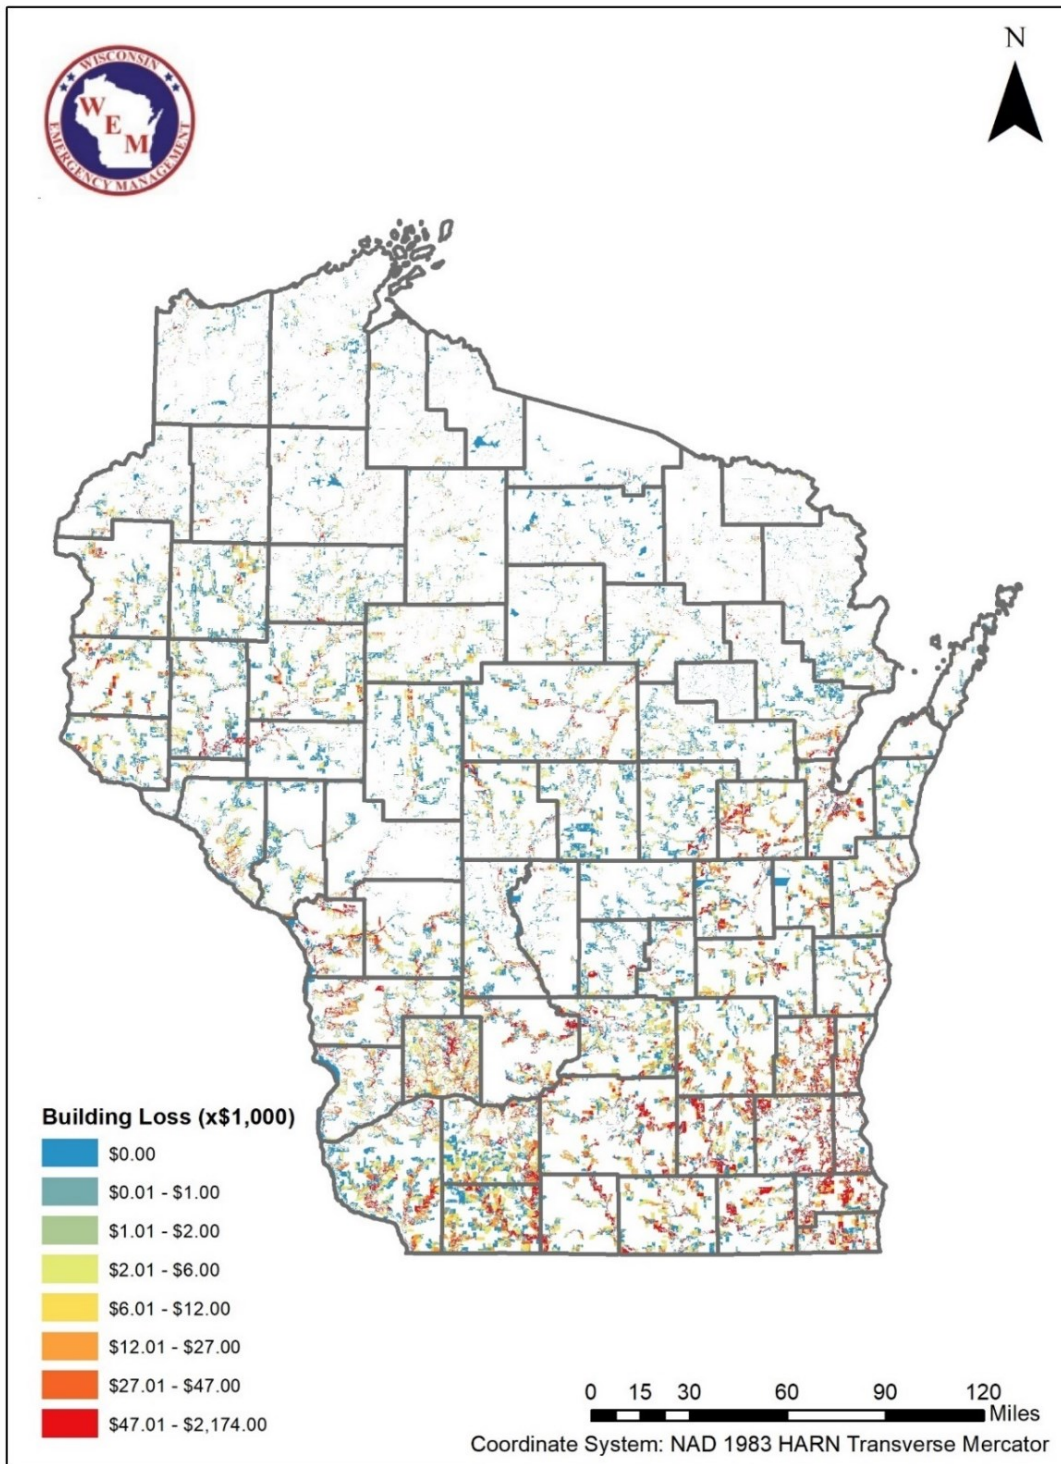 WISCONSIN
W
E
M
EMERGENCY MANAGEMENT
N
Building Loss (x$1,000)
$0.00
$0.01 - $1.00
$1.01 - $2.00
$2.01 - $6.00
$6.01 - $12.00
$12.01 - $27.00
$27.01 - $47.00
$47.01 - $2,174.00
0 15 30 60 90 120
Miles
Coordinate System: NAD 1983 HARN Transverse Mercator